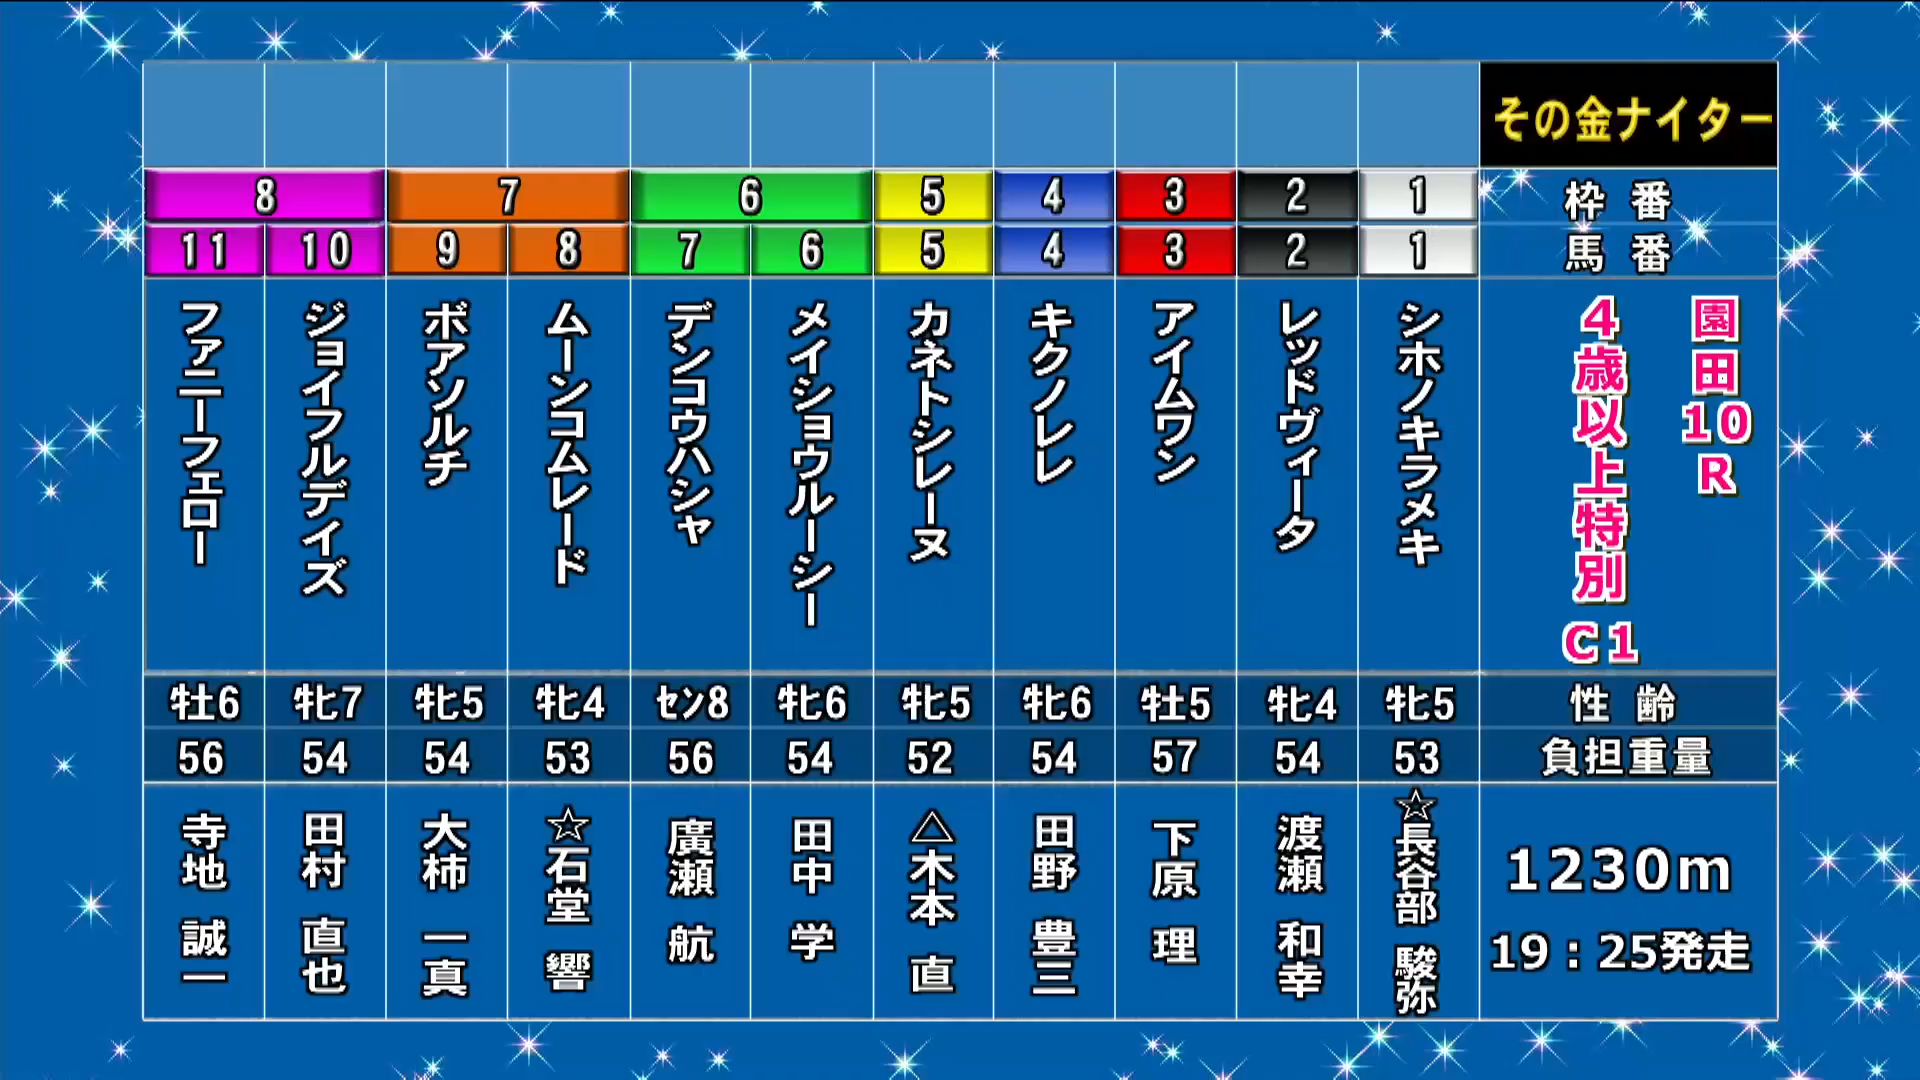 その金ナイター
枠番
馬番
園田10R
4歳以上特別
C1
性齢
負担重量
1230m
19:25発走
1
1
シホノキラメキ
牝5
53
☆長谷部 駿弥
2
2
レッドヴィータ
牝4
54
渡瀬 和幸
3
3
アイムワン
牡5
57
下原 理
4
4
キクノレレ
牝6
54
田野 豊三
5
5
カネトシレーヌ
牝5
52
△木本 直
6
6
メイショウルーシー
牝6
54
田中 学
7
デンコウハシャ
セン8
56
廣瀬 航
7
8
ムーンコムレード
牝4
53
☆石堂 響
9
ボアソルチ
牝5
54
大柿 一真
8
10
ジョイフルデイズ
牝7
54
田村 直也
11
ファニーフェロー
牡6
56
寺地 誠一